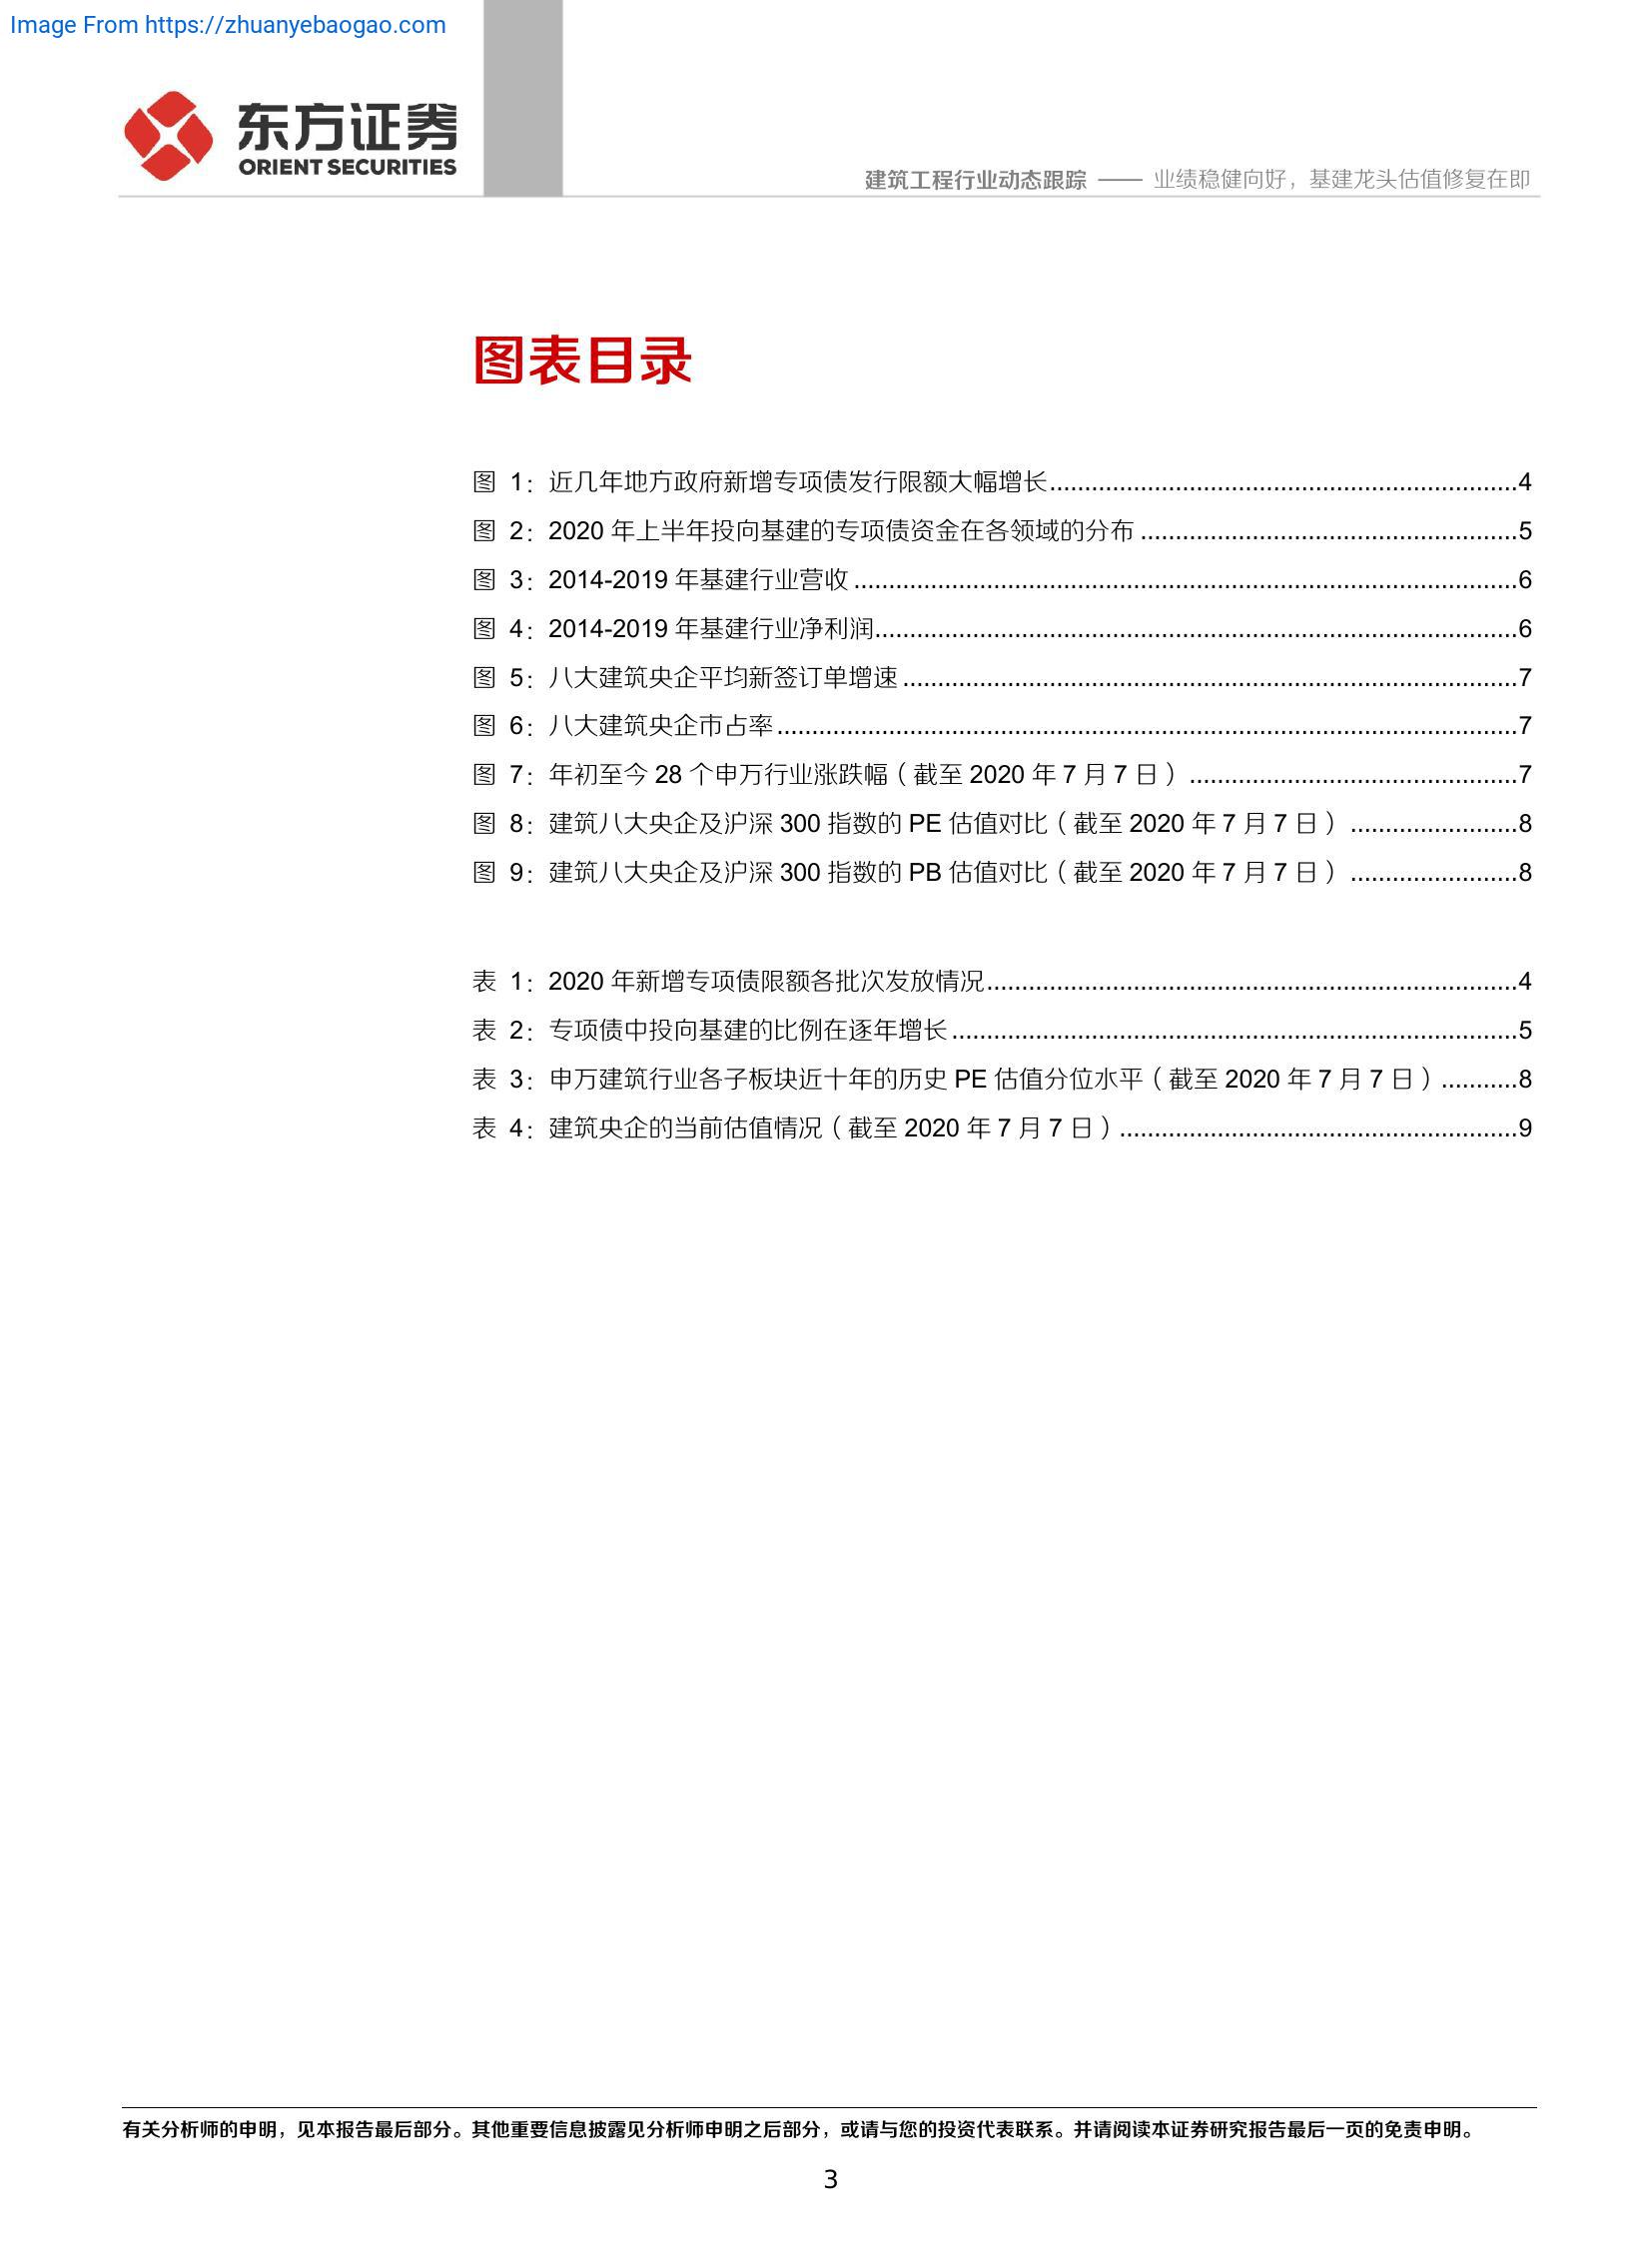 Image From https://zhuanyebaogao.com
东方证券
ORIENT SECURITIES
建筑工程行业动态跟踪 —— 业绩稳健向好，基建龙头估值修复在即
图表目录
图 1：近几年地方政府新增专项债发行限额大幅增长....................................................................4
图 2：2020 年上半年投向基建的专项债资金在各领域的分布 ......................................................5
图 3：2014-2019 年基建行业营收 ...............................................................................................6
图 4：2014-2019 年基建行业净利润............................................................................................6
图 5：八大建筑央企平均新签订单增速 ........................................................................................7
图 6：八大建筑央企市占率..........................................................................................................7
图 7：年初至今 28 个申万行业涨跌幅（截至 2020 年 7 月 7 日） ...............................................7
图 8：建筑八大央企及沪深 300 指数的 PE 估值对比（截至 2020 年 7 月 7 日） ........................8
图 9：建筑八大央企及沪深 300 指数的 PB 估值对比（截至 2020 年 7 月 7 日） ........................8
表 1：2020 年新增专项债限额各批次发放情况............................................................................4
表 2：专项债中投向基建的比例在逐年增长 .................................................................................5
表 3：申万建筑行业各子板块近十年的历史 PE 估值分位水平（截至 2020 年 7 月 7 日） ...........8
表 4：建筑央企的当前估值情况（截至 2020 年 7 月 7 日） .........................................................9
有关分析师的申明，见本报告最后部分。其他重要信息披露见分析师申明之后部分，或请与您的投资代表联系。并请阅读本证券研究报告最后一页的免责申明。
3